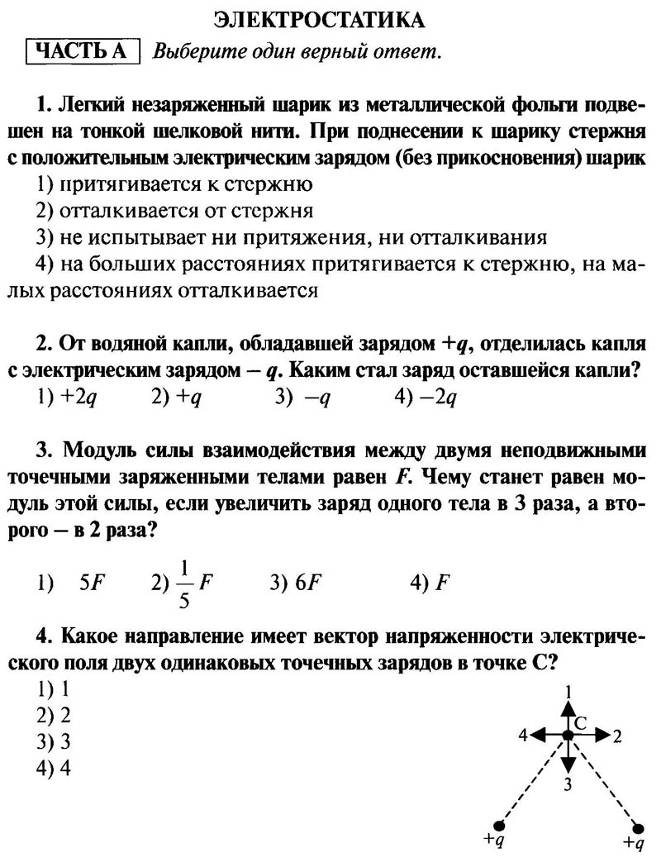 ЭЛЕКТРОСТАТИКА
ЧАСТЬ А Выберите один верный ответ.
1. Легкий незаряженный шарик из металлической фольги подве-
шен на тонкой шелковой нити. При поднесении к шарику стержня
с положительным электрическим зарядом (без прикосновения) шарик
1) притягивается к стержню
2) отталкивается от стержня
3) не испытывает ни притяжения, ни отталкивания
4) на больших расстояниях притягивается к стержню, на ма-
лых расстояниях отталкивается
2. От водяной капли, обладавшей зарядом +q, отделилась капля
с электрическим зарядом – q. Каким стал заряд оставшейся капли?
1) +2q 2) +q 3) –q 4) –2q
3. Модуль силы взаимодействия между двумя неподвижными
точечными заряженными телами равен F. Чему станет равен мо-
дуль этой силы, если увеличить заряд одного тела в 3 раза, а вто-
рого – в 2 раза?
1) 5F 2) 1/5 F 3) 6F 4) F
4. Какое направление имеет вектор напряженности электриче-
ского поля двух одинаковых точечных зарядов в точке С?
1) 1
2) 2
3) 3
4) 4
1
C
4 2
3
+q +q